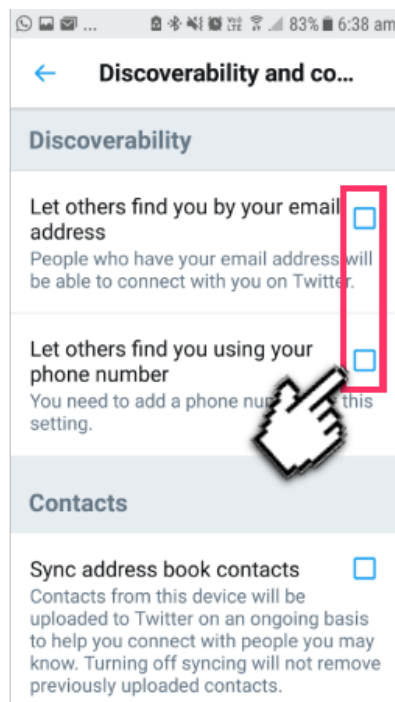 ... 83% 6:38 am
Discoverability and co...
Discoverability
Let others find you by your email
address
People who have your email address will
be able to connect with you on Twitter.
Let others find you using your
phone number
You need to add a phone this
setting.
Contacts
Sync address book contacts
Contacts from this device will be
uploaded to Twitter on an ongoing basis
to help you connect with people you may
know. Turning off syncing will not remove
previously uploaded contacts.